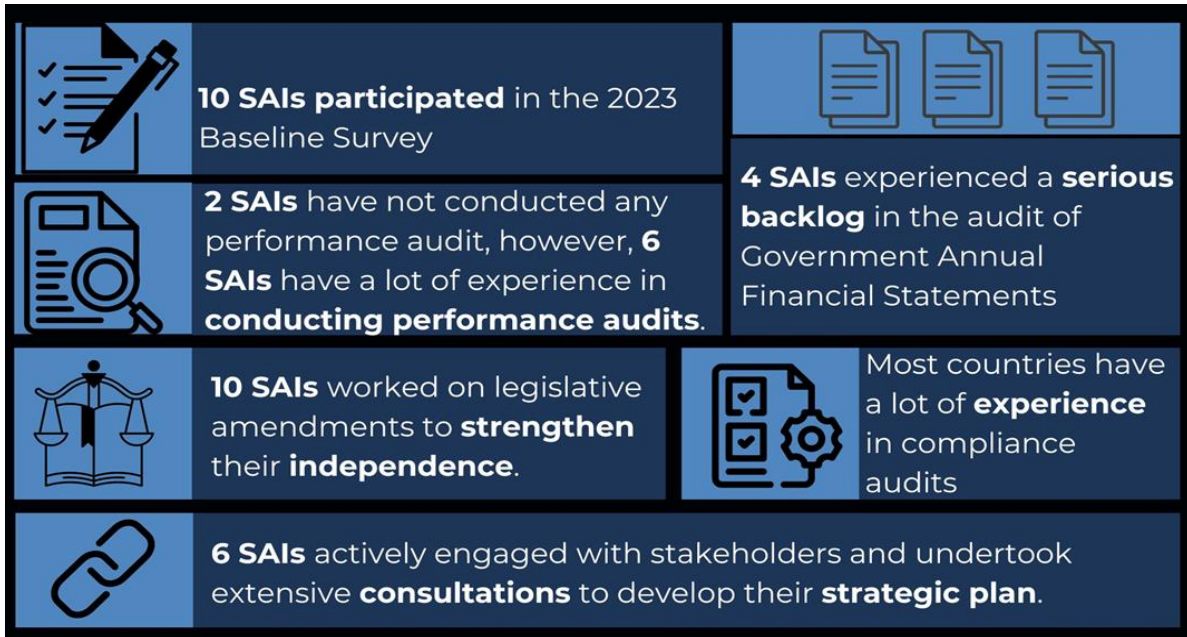 10 SAIs participated in the 2023
Baseline Survey
2 SAIs have not conducted any
performance audit, however, 6
SAIs have a lot of experience in
conducting performance audits.
4 SAIs experienced a serious
backlog in the audit of
Government Annual
Financial Statements
10 SAIs worked on legislative
amendments to strengthen
their independence.
Most countries have
a lot of experience
in compliance
audits
6 SAIs actively engaged with stakeholders and undertook
extensive consultations to develop their strategic plan.